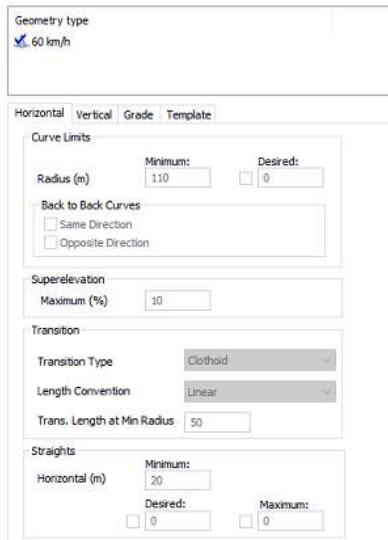 Geometry type
60 km/h
Horizontal Vertical Grade Template
Curve Limits
Minimum: Desired:
Radius (m) 110 0
Back to Back Curves
Same Direction
Opposite Direction
Superelevation
Maximum (%) 10
Transition
Transition Type Clothoid
Length Convention Linear
Trans. Length at Min Radius 50
Straights
Minimum:
Horizontal (m) 20
Desired: Maximum:
0 0